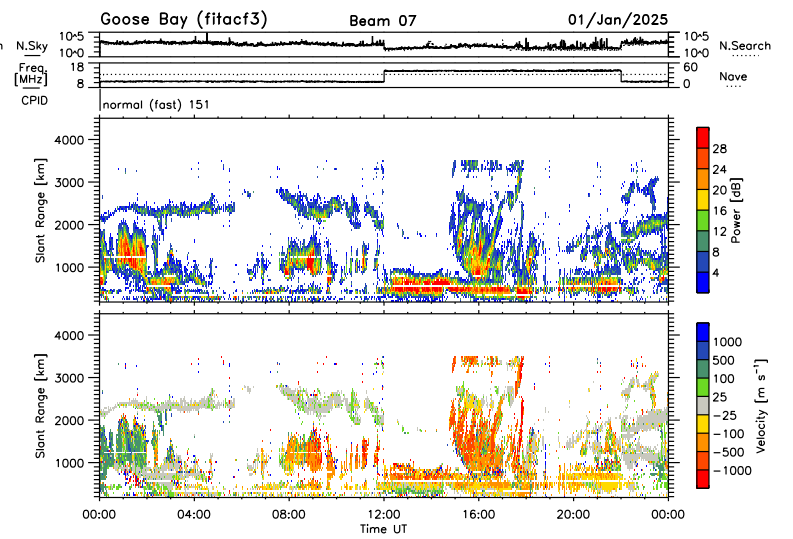 Goose Bay (fitacf3) Beam 07 01/Jan/2025
N.Sky 10^5 10^0 10^5 10^0 N.Search
Freq. [MHz] 18 8 60 0 Nave
CPID normal (fast) 151
Slant Range [km]
4000
3000
2000
1000
Power [dB]
28
24
20
16
12
8
4
Slant Range [km]
4000
3000
2000
1000
Velocity [m s⁻¹]
1000
500
100
25
−25
−100
−500
−1000
00:00 04:00 08:00 12:00 16:00 20:00 00:00
Time UT